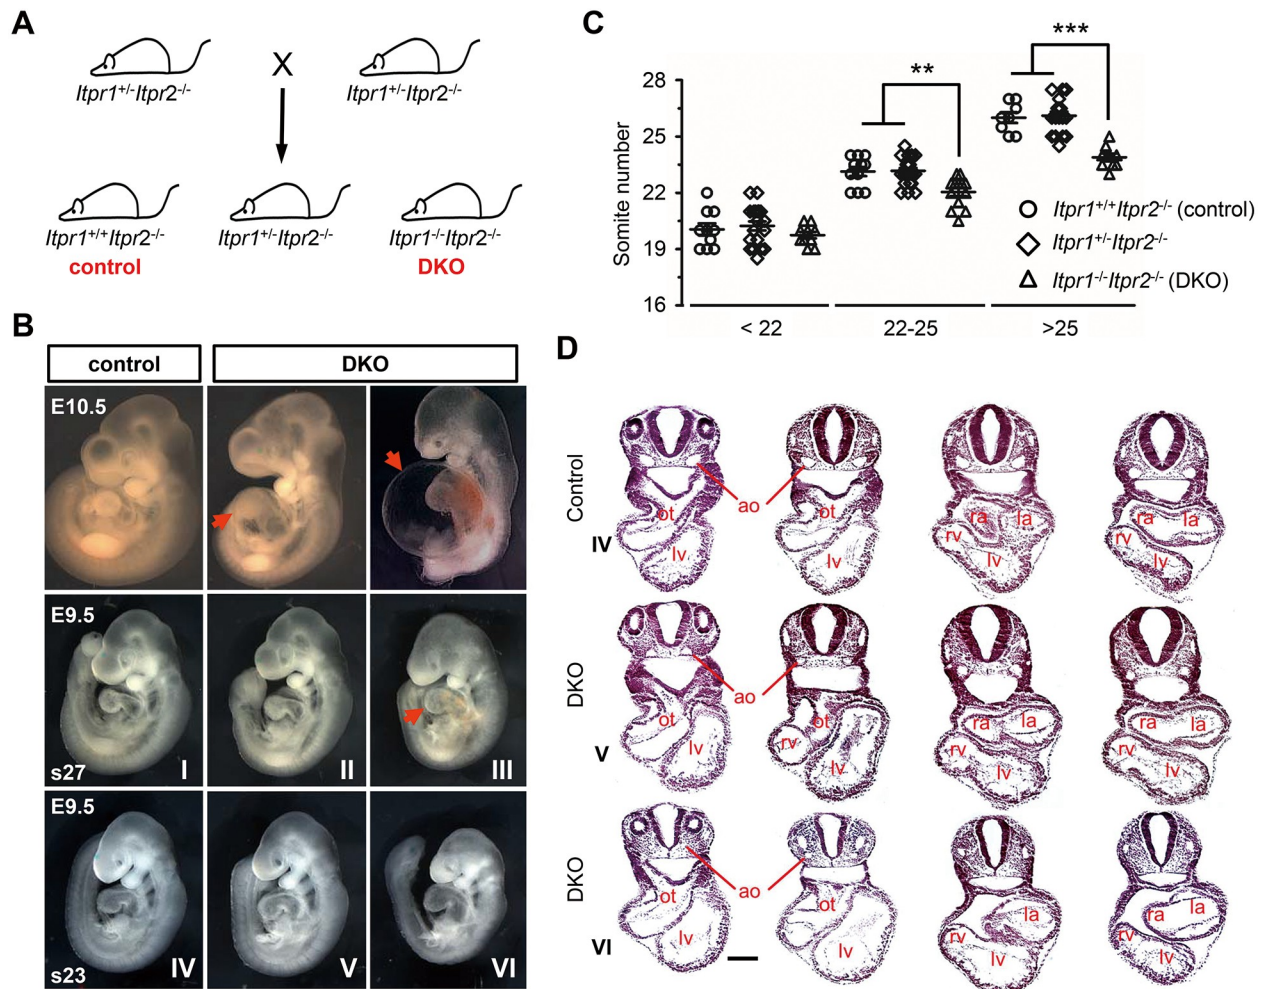 A
X
Itpr1+/-Itpr2-/-
Itpr1+/-Itpr2-/-
Itpr1+/+Itpr2-/-
Itpr1+/-Itpr2-/-
Itpr1-/-Itpr2-/-
control
DKO
B
control
DKO
E10.5
E9.5
s27
I
II
III
E9.5
s23
IV
V
VI
C
Somite number
28
25
22
19
16
**
***
Itpr1+/+Itpr2-/- (control)
Itpr1+/-Itpr2-/-
Itpr1-/-Itpr2-/- (DKO)
< 22
22-25
>25
D
Control
IV
ao
ot
lv
ot
lv
ra
la
rv
lv
ra
la
rv
lv
DKO
V
ao
ot
lv
rv
ot
lv
ra
la
rv
lv
ra
la
rv
lv
DKO
VI
ao
ot
lv
ot
lv
la
rv
lv
ra
la
rv
lv